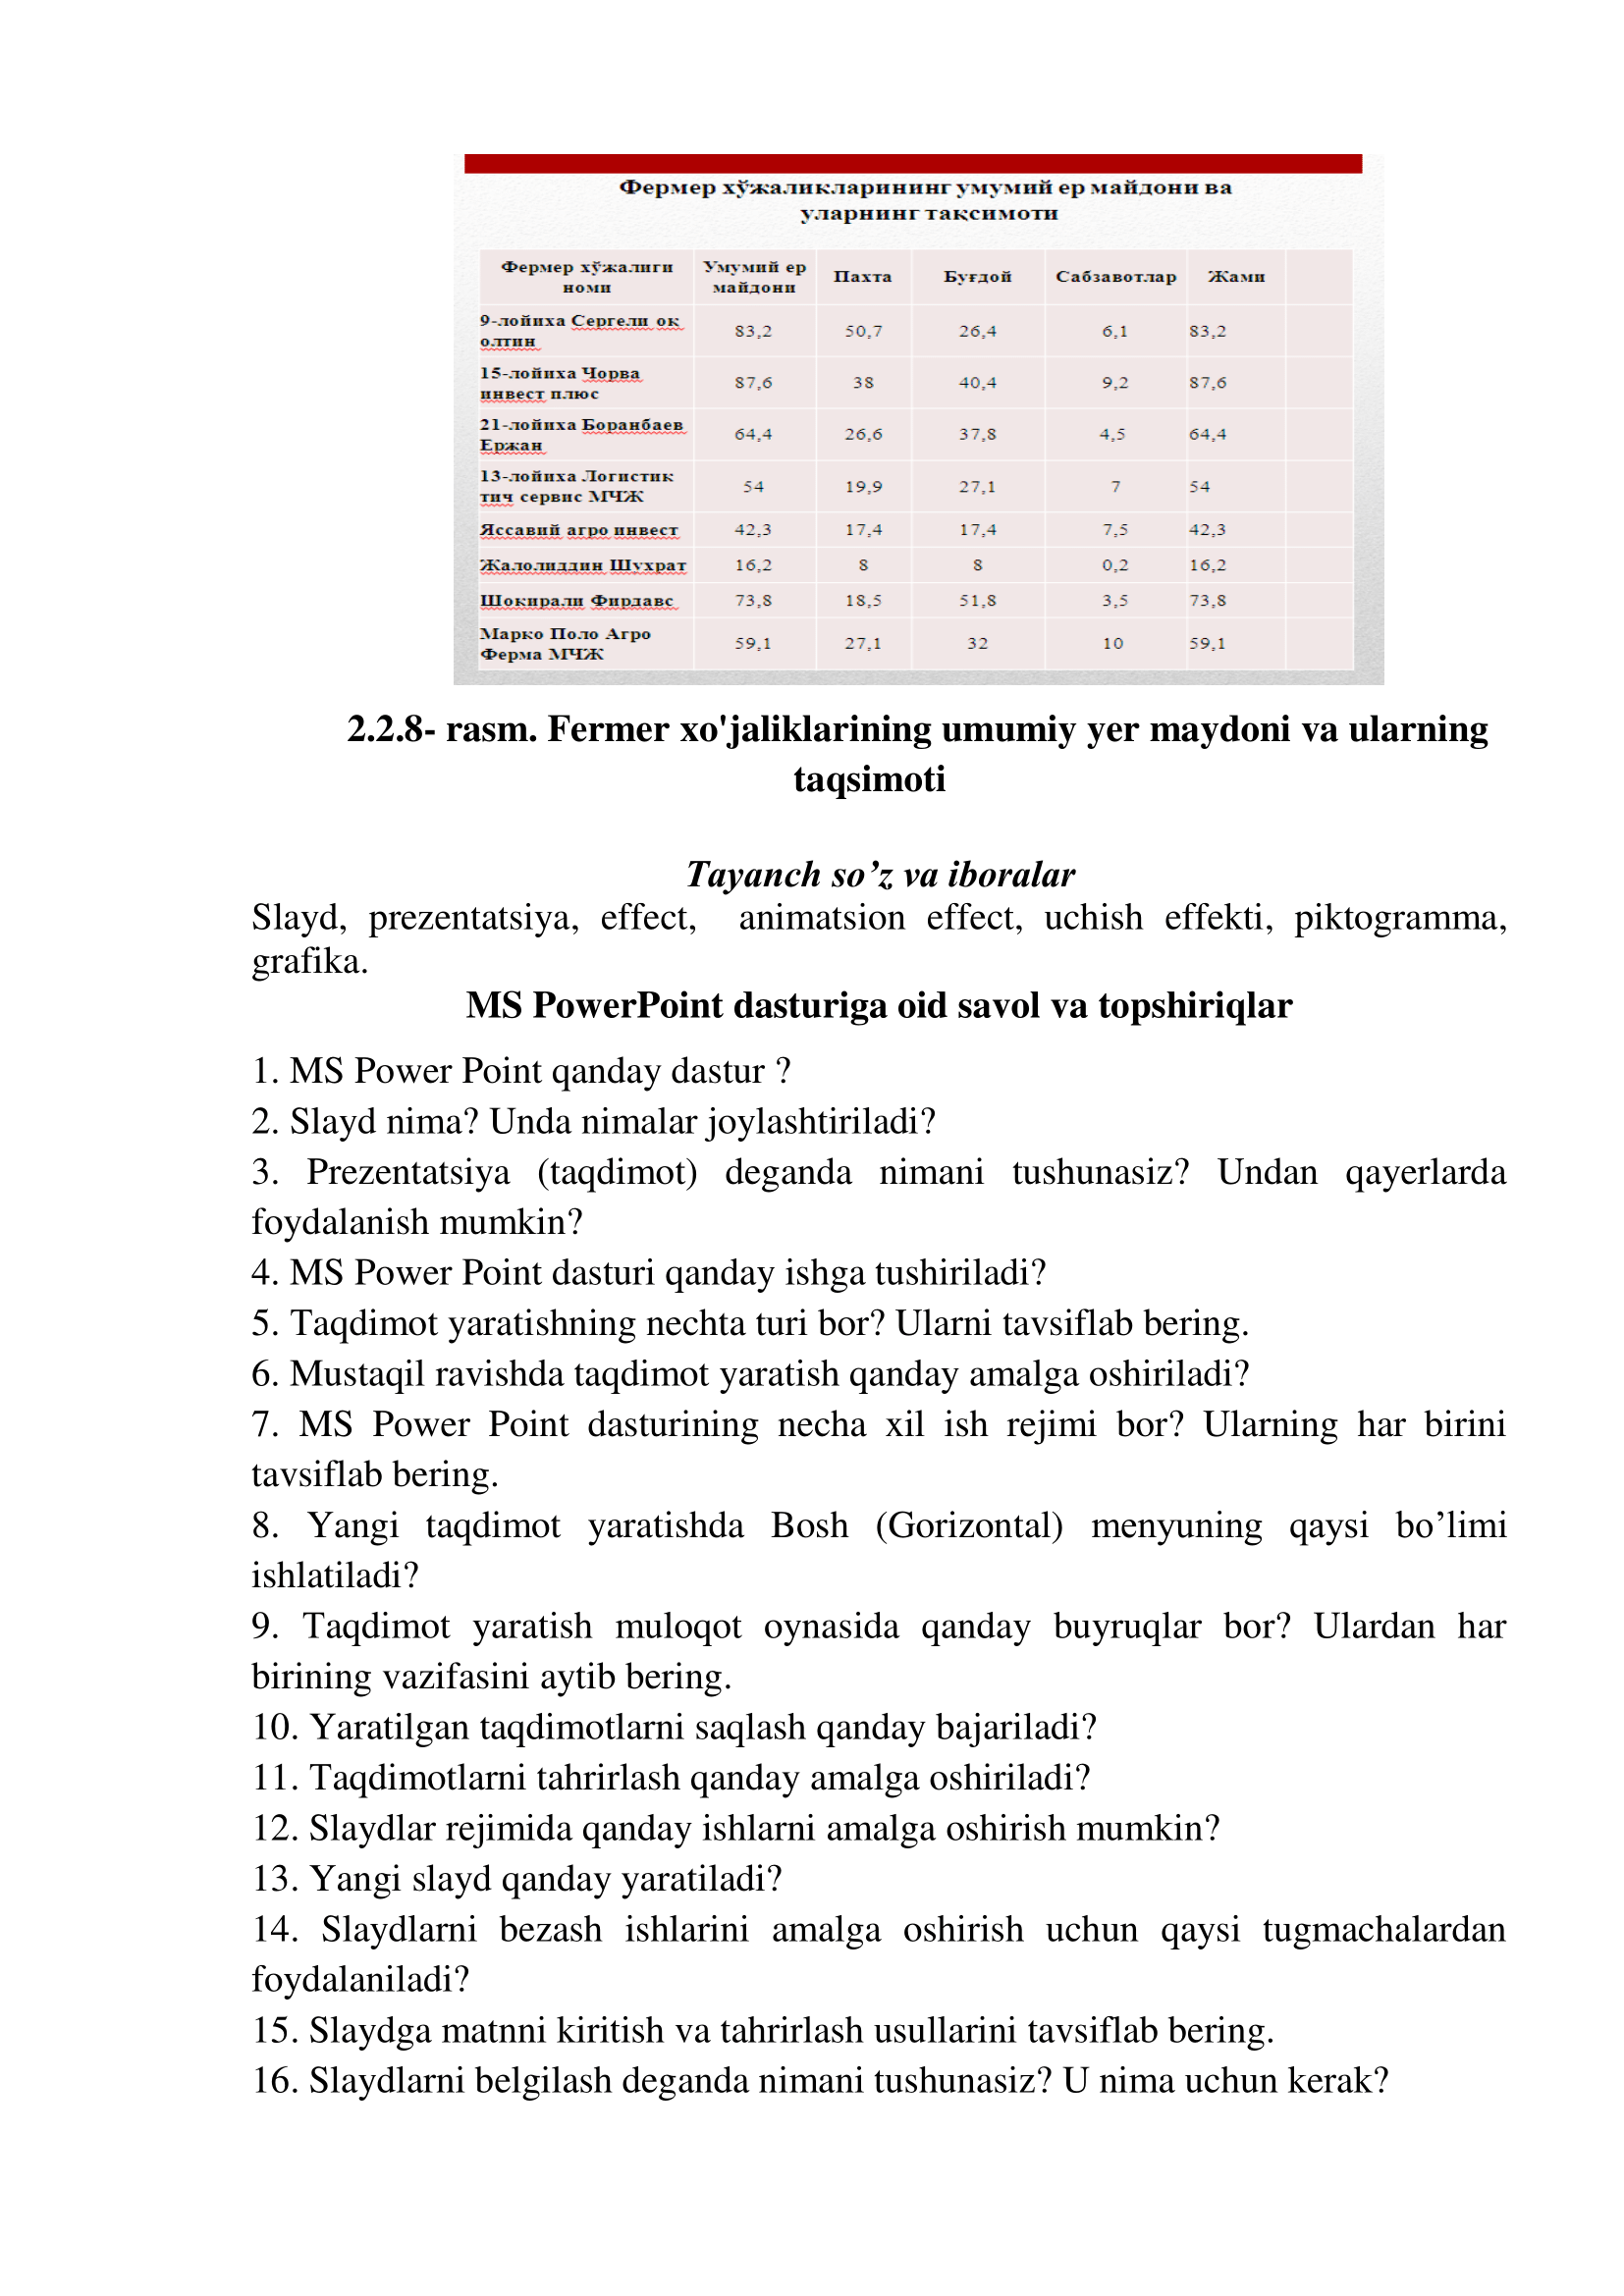 Фермер хўжаликларининг умумий ер майдони ва
уларнинг тақсимоти
Фермер хўжалиги номи Умумий ер майдони Пахта Буғдой Сабзавотлар Жами
9-лойиха Сергели оқ олтин 83,2 50,7 26,4 6,1 83,2
15-лойиха Чорва инвест плюс 87,6 38 40,4 9,2 87,6
21-лойиха Боранбаев Ержан 64,4 26,6 37,8 4,5 64,4
13-лойиха Логистик тич сервис МЧЖ 54 19,9 27,1 7 54
Яссавий агро инвест 42,3 17,4 17,4 7,5 42,3
Жалолиддин Шухрат 16,2 8 8 0,2 16,2
Шокирали Фирдавс 73,8 18,5 51,8 3,5 73,8
Марко Поло Агро Ферма МЧЖ 59,1 27,1 32 10 59,1
2.2.8- rasm. Fermer xo'jaliklarining umumiy yer maydoni va ularning
taqsimoti
Tayanch so’z va iboralar
Slayd, prezentatsiya, effect, animatsion effect, uchish effekti, piktogramma,
grafika.
MS PowerPoint dasturiga oid savol va topshiriqlar
1. MS Power Point qanday dastur ?
2. Slayd nima? Unda nimalar joylashtiriladi?
3. Prezentatsiya (taqdimot) deganda nimani tushunasiz? Undan qayerlarda
foydalanish mumkin?
4. MS Power Point dasturi qanday ishga tushiriladi?
5. Taqdimot yaratishning nechta turi bor? Ularni tavsiflab bering.
6. Mustaqil ravishda taqdimot yaratish qanday amalga oshiriladi?
7. MS Power Point dasturining necha xil ish rejimi bor? Ularning har birini
tavsiflab bering.
8. Yangi taqdimot yaratishda Bosh (Gorizontal) menyuning qaysi bo’limi
ishlatiladi?
9. Taqdimot yaratish muloqot oynasida qanday buyruqlar bor? Ulardan har
birining vazifasini aytib bering.
10. Yaratilgan taqdimotlarni saqlash qanday bajariladi?
11. Taqdimotlarni tahrirlash qanday amalga oshiriladi?
12. Slaydlar rejimida qanday ishlarni amalga oshirish mumkin?
13. Yangi slayd qanday yaratiladi?
14. Slaydlarni bezash ishlarini amalga oshirish uchun qaysi tugmachalardan
foydalaniladi?
15. Slaydga matnni kiritish va tahrirlash usullarini tavsiflab bering.
16. Slaydlarni belgilash deganda nimani tushunasiz? U nima uchun kerak?